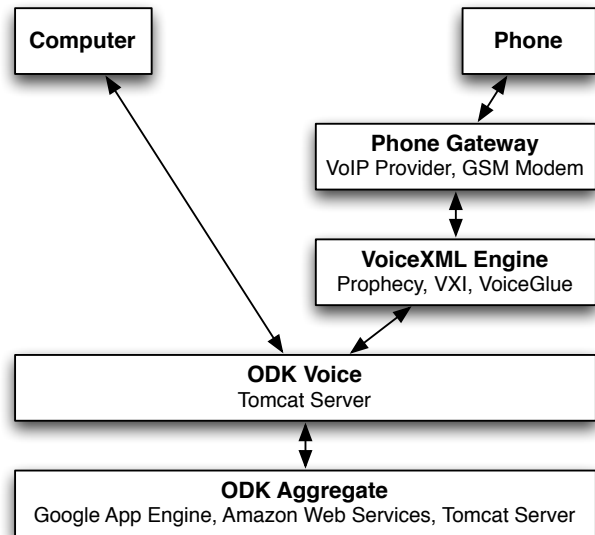 Computer
Phone
Phone Gateway
VoIP Provider, GSM Modem
VoiceXML Engine
Prophecy, VXI, VoiceGlue
ODK Voice
Tomcat Server
ODK Aggregate
Google App Engine, Amazon Web Services, Tomcat Server